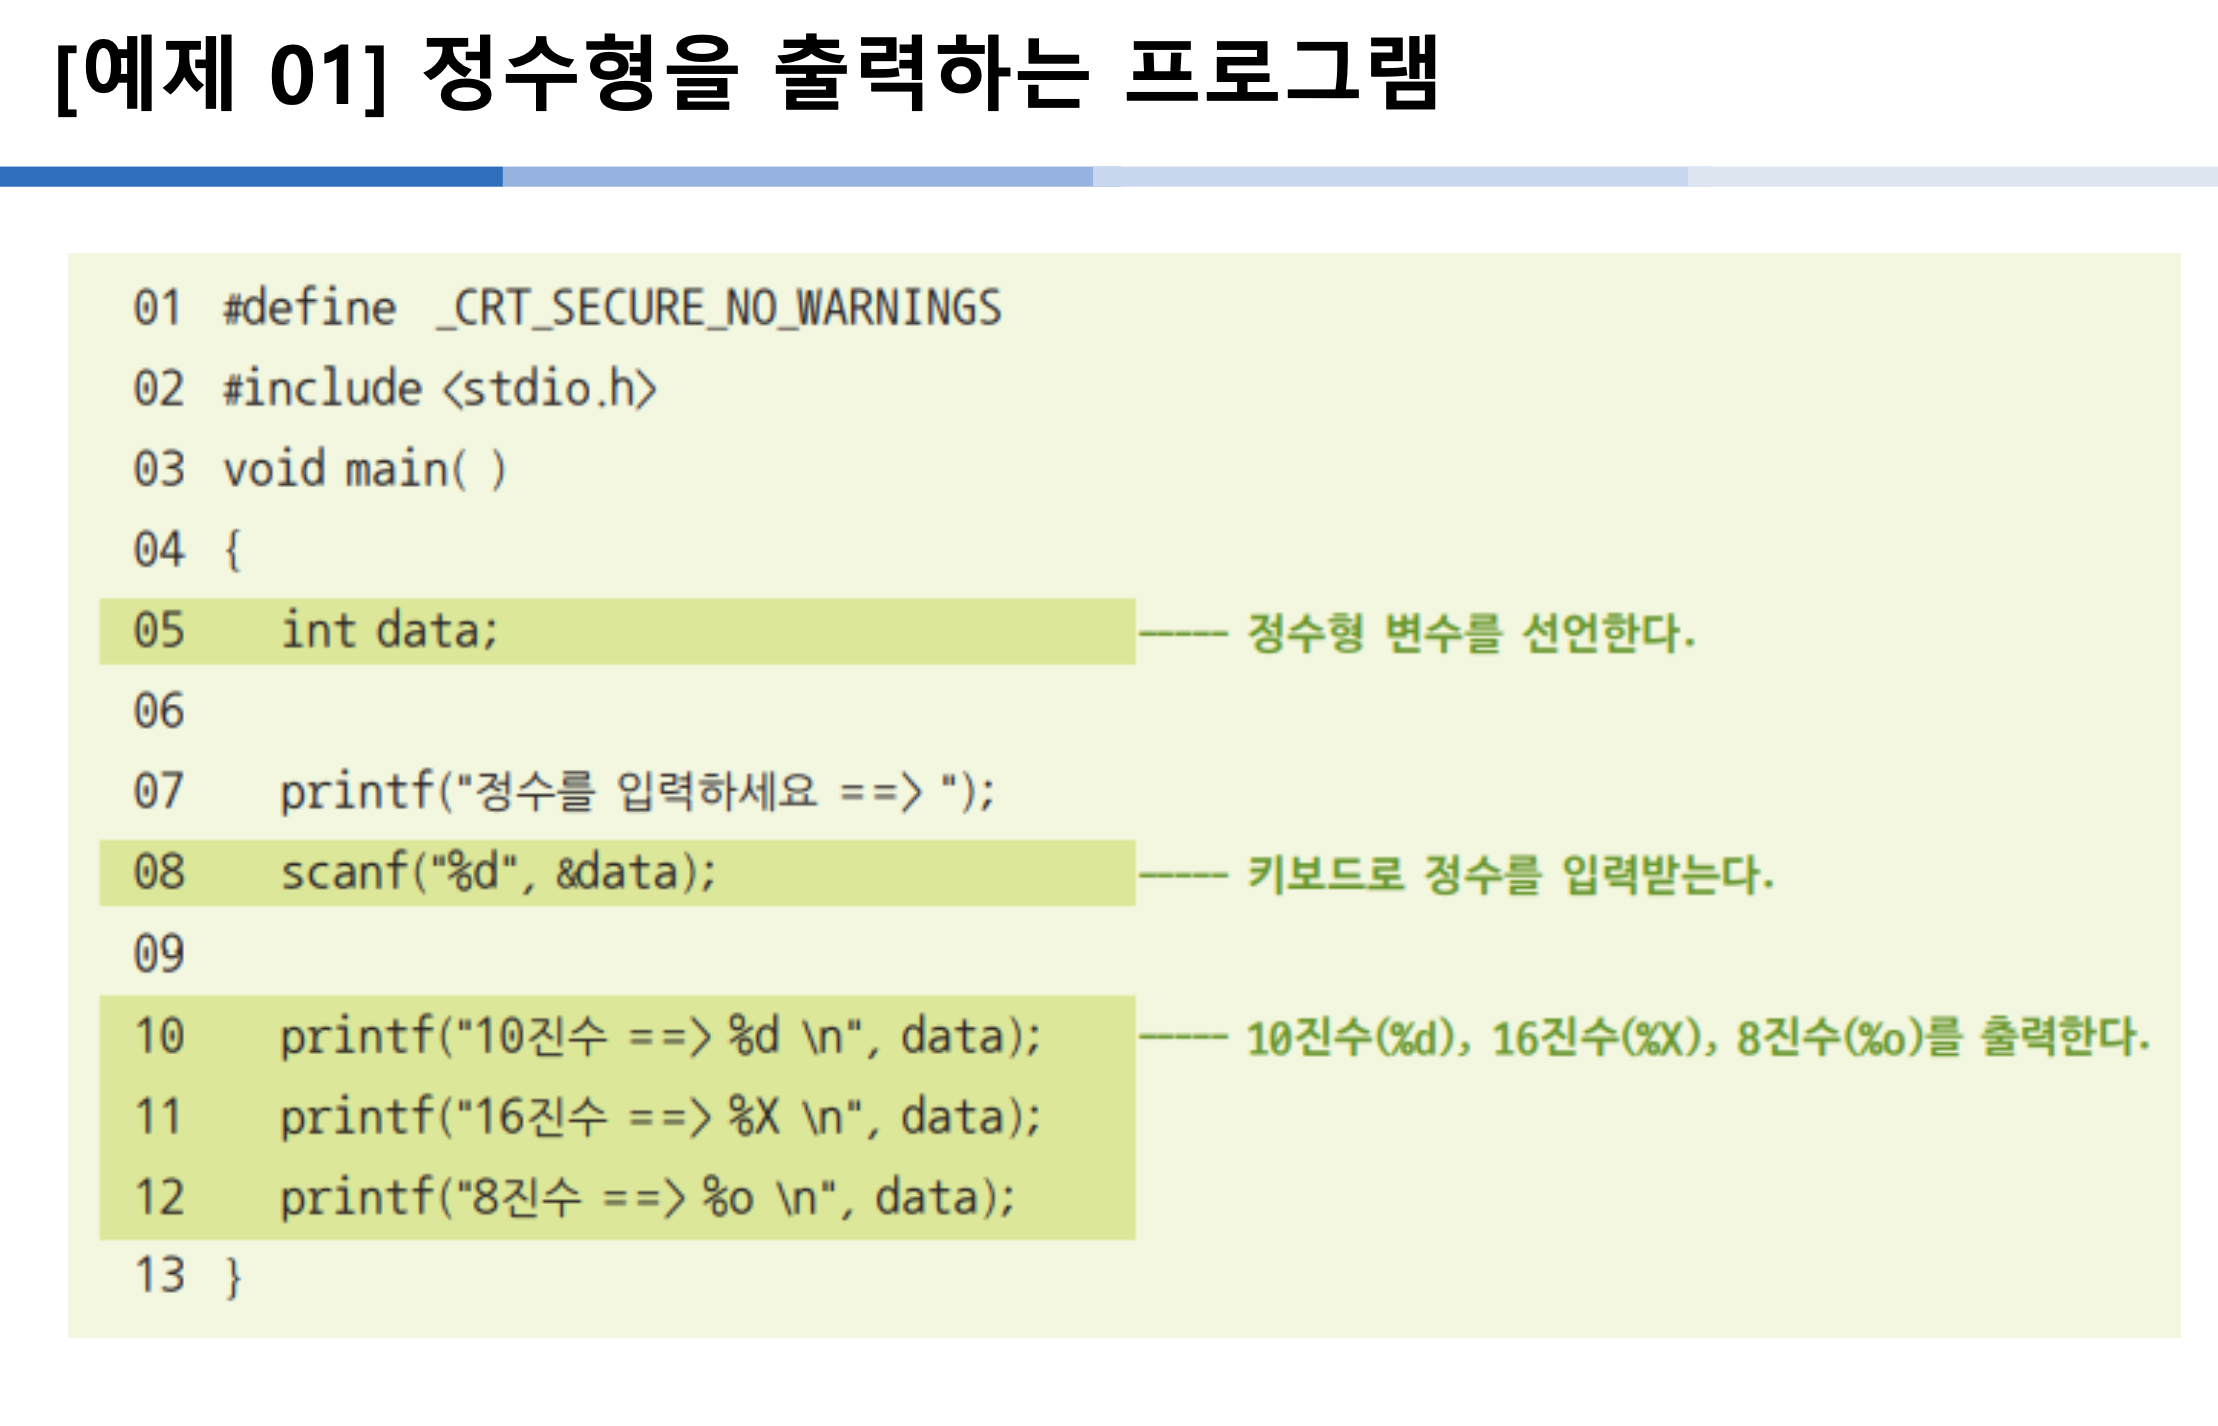 [예제 01] 정수형을 출력하는 프로그램
01 #define _CRT_SECURE_NO_WARNINGS
02 #include <stdio.h>
03 void main( )
04 {
05 int data; ----- 정수형 변수를 선언한다.
06
07 printf("정수를 입력하세요 ==> ");
08 scanf("%d", &data); ----- 키보드로 정수를 입력받는다.
09
10 printf("10진수 ==> %d \n", data); ----- 10진수(%d), 16진수(%X), 8진수(%o)를 출력한다.
11 printf("16진수 ==> %X \n", data);
12 printf("8진수 ==> %o \n", data);
13 }